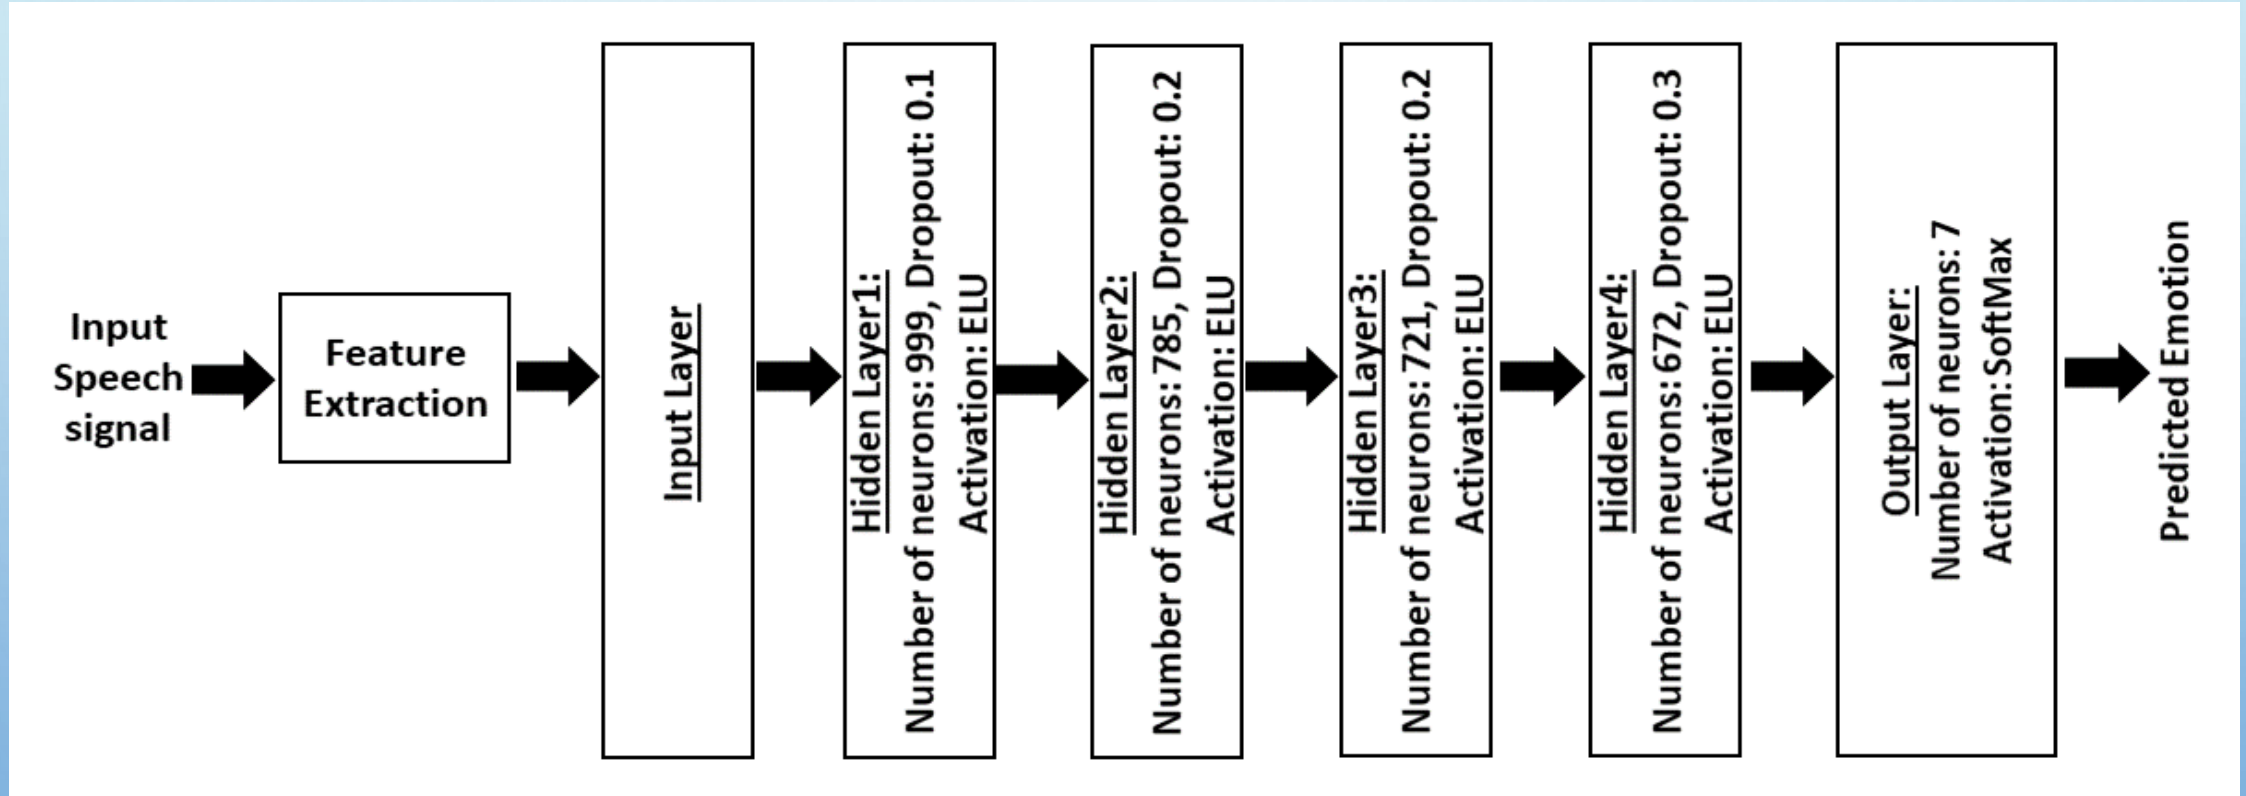 Input
Speech
signal
Feature
Extraction
Input Layer
Hidden Layer1:
Number of neurons: 999, Dropout: 0.1
Activation: ELU
Hidden Layer2:
Number of neurons: 785, Dropout: 0.2
Activation: ELU
Hidden Layer3:
Number of neurons: 721, Dropout: 0.2
Activation: ELU
Hidden Layer4:
Number of neurons: 672, Dropout: 0.3
Activation: ELU
Output Layer:
Number of neurons: 7
Activation: SoftMax
Predicted Emotion